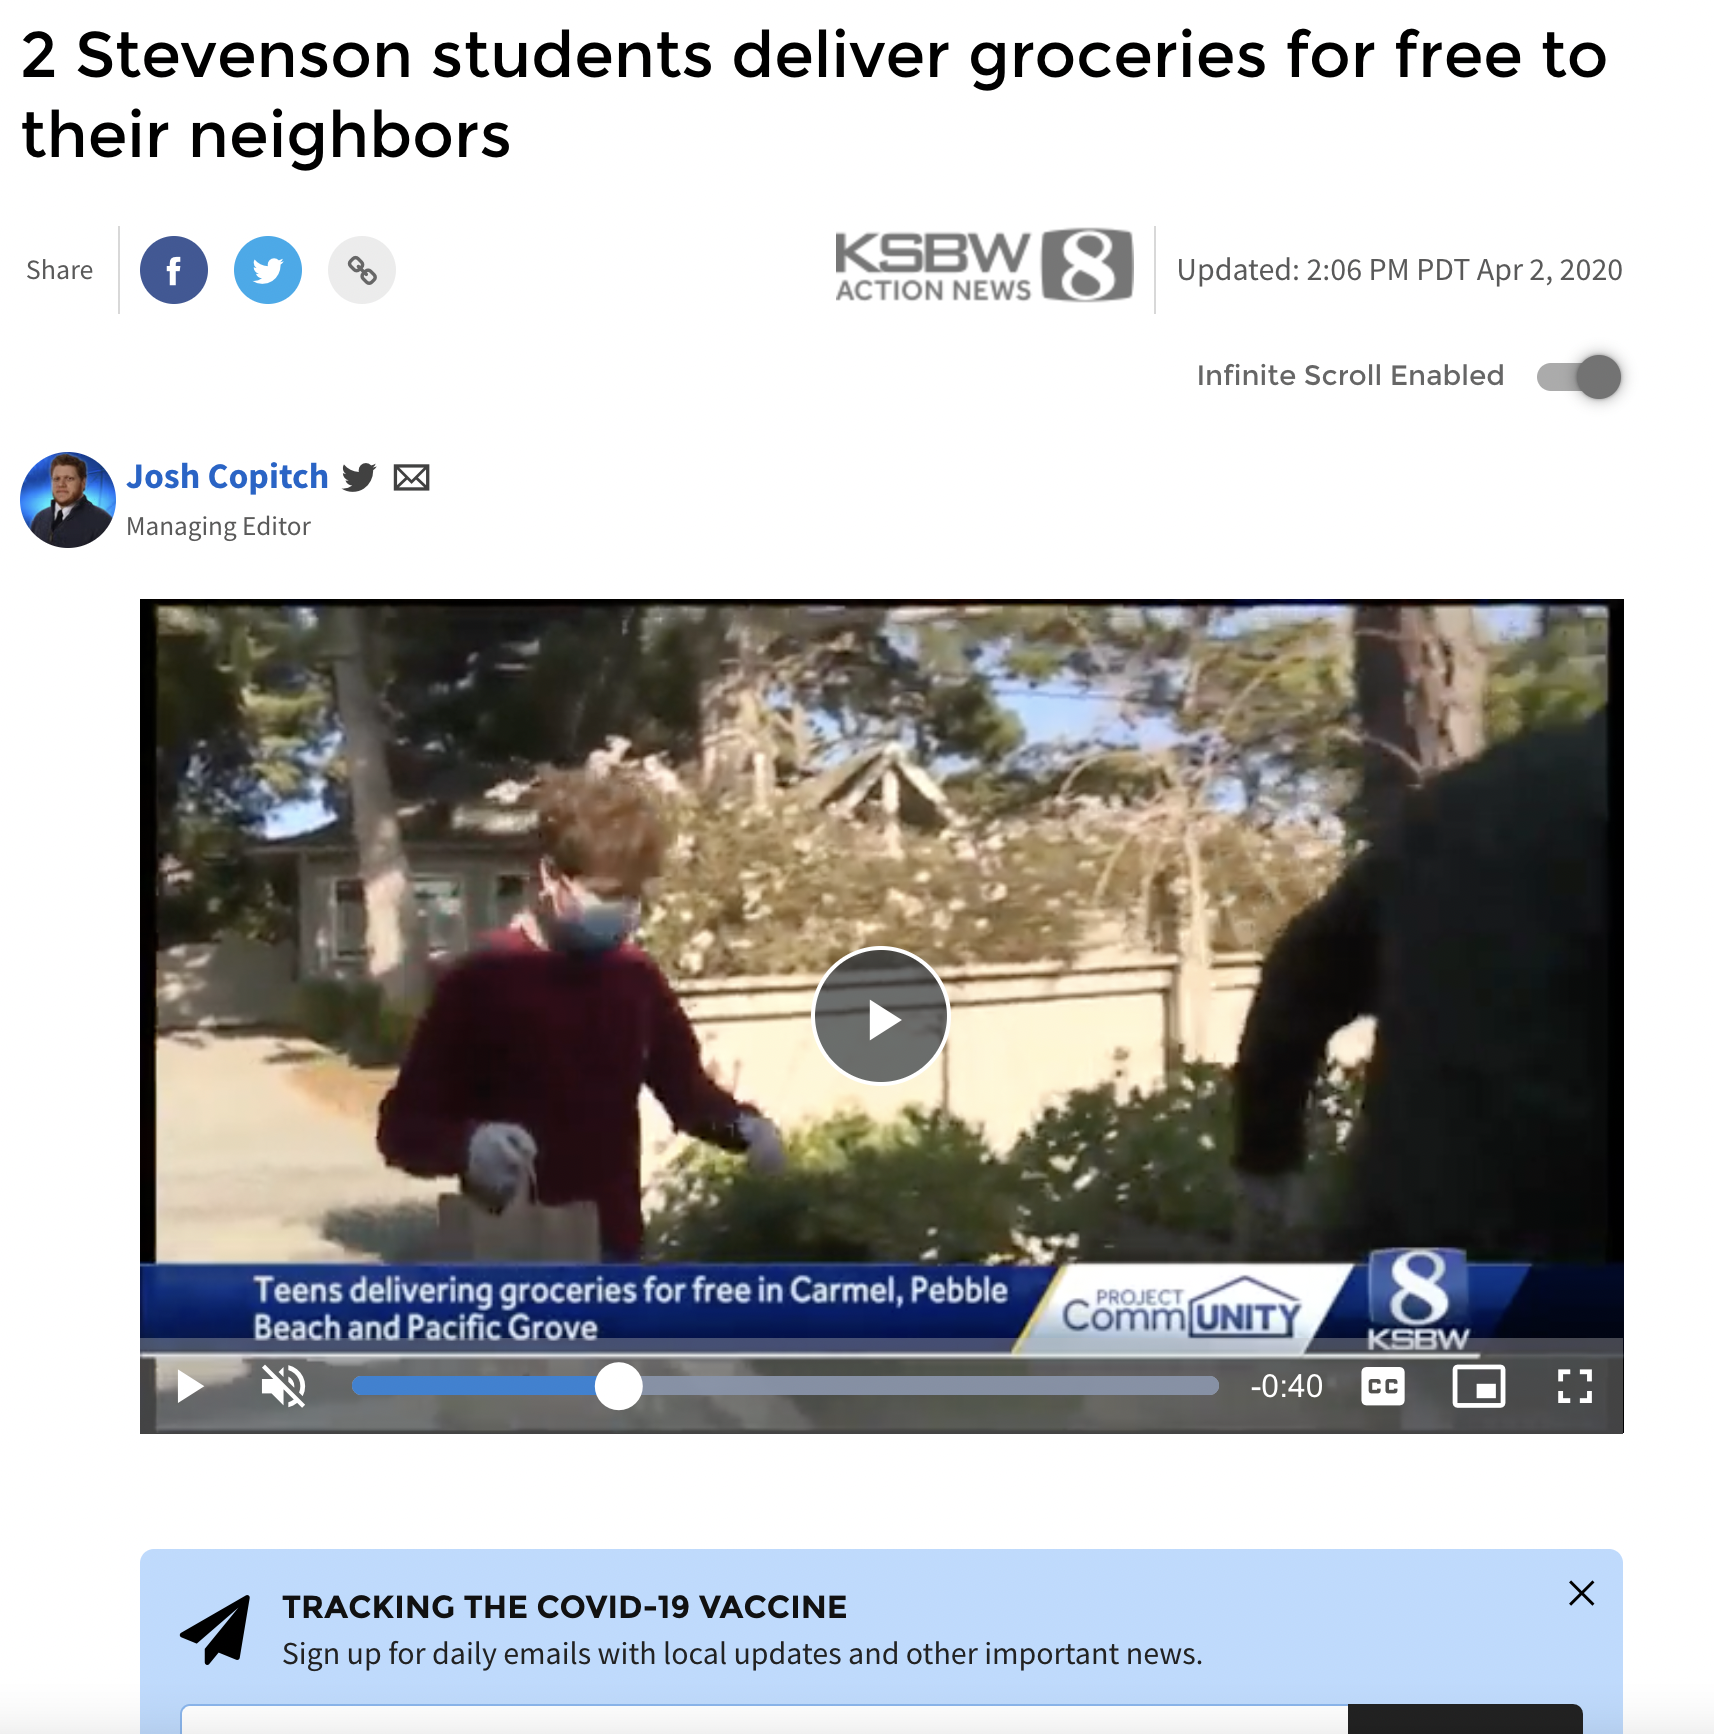 2 Stevenson students deliver groceries for free to
their neighbors
Share
f
KSBW
ACTION NEWS
8
Updated: 2:06 PM PDT Apr 2, 2020
Infinite Scroll Enabled
Josh Copitch
Managing Editor
Teens delivering groceries for free in Carmel, Pebble
Beach and Pacific Grove
PROJECT
CommUNITY
8
KSBW
-0:40
CC
TRACKING THE COVID-19 VACCINE
Sign up for daily emails with local updates and other important news.